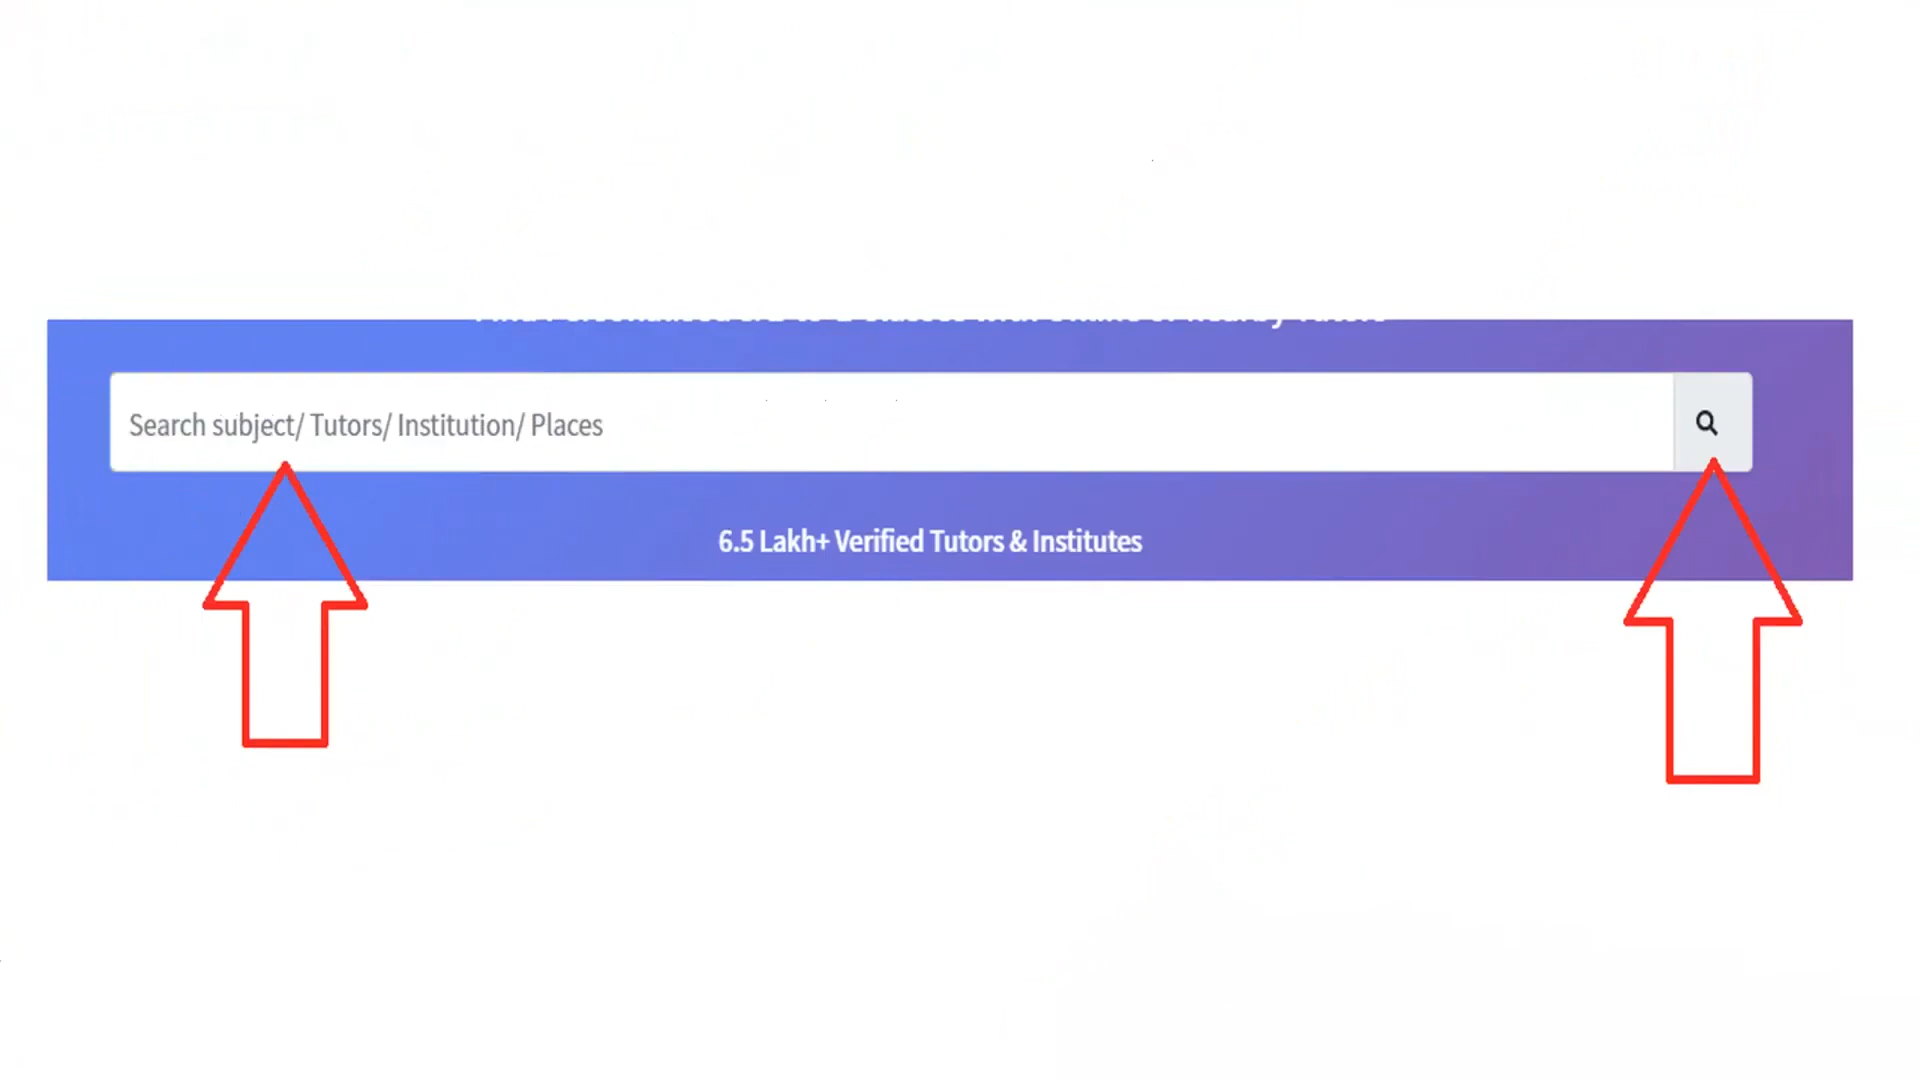 Search subject/ Tutors/ Institution/ Places
6.5 Lakh+ Verified Tutors & Institutes